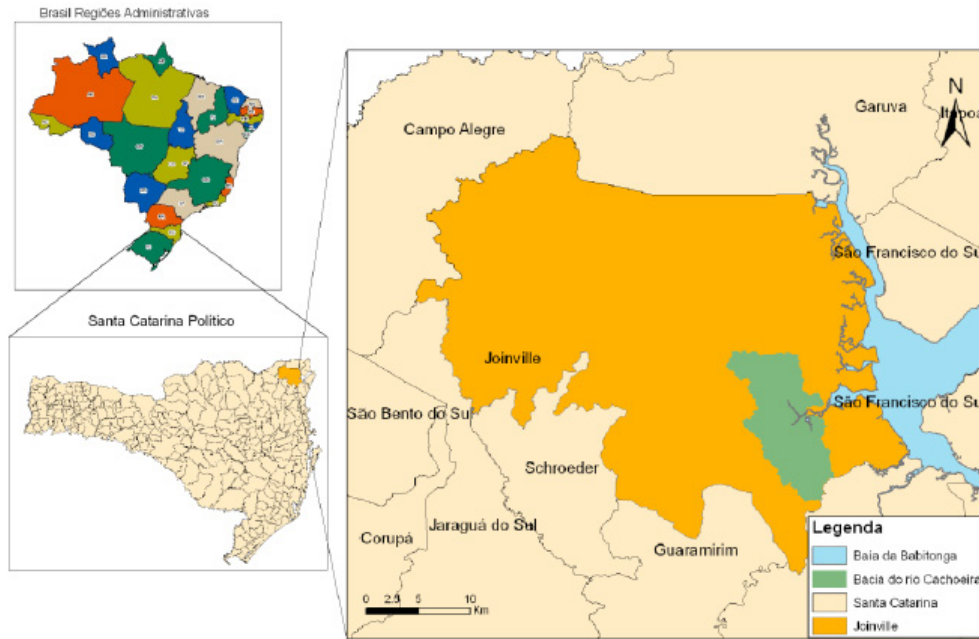 Brasil Regiões Administrativas
Santa Catarina Político
Campo Alegre
Garuva
N
São Francisco do Su
Joinville
São Bento do Sul
São Francisco do Su
Schroeder
Jaraguá do Sul
Corupá
Guaramirim
Legenda
Baia da Babitonga
Bacia do rio Cachoeira
Santa Catarina
Joinville
0 2,5 5 10
Km